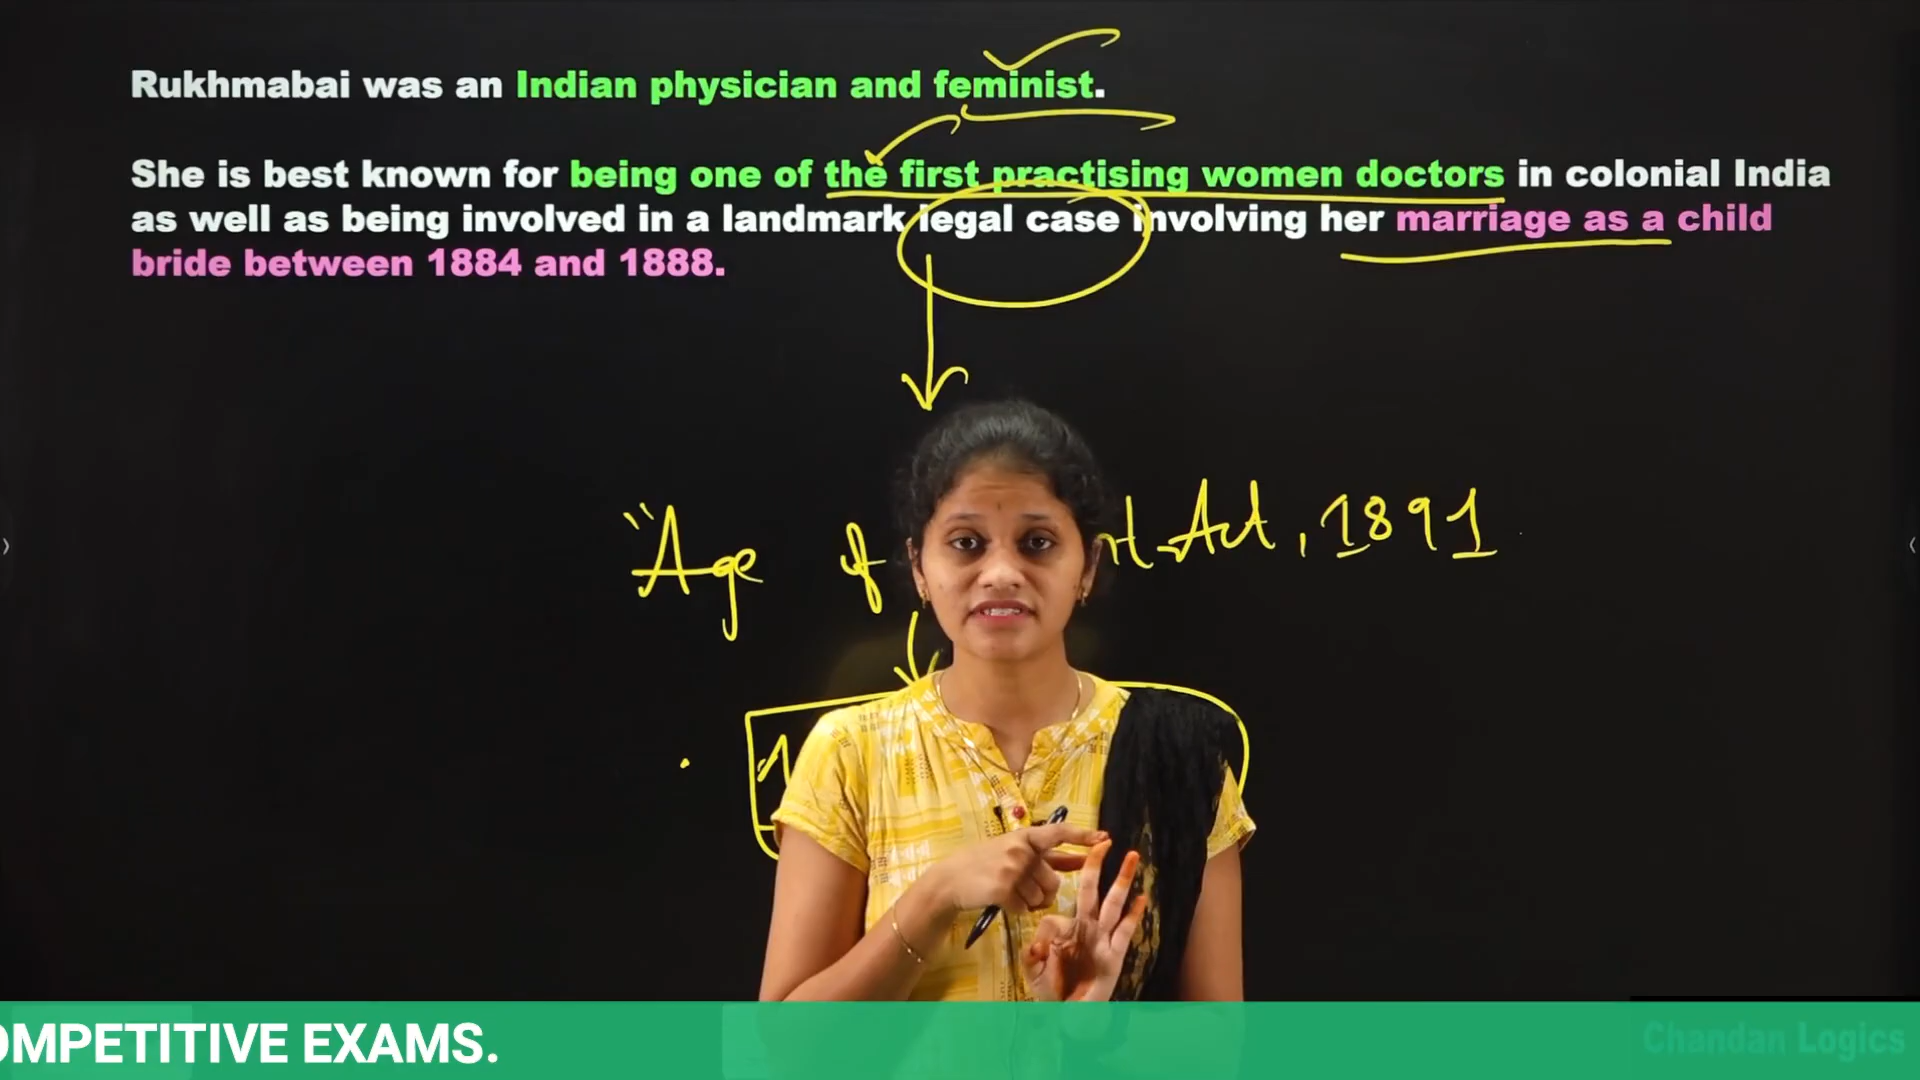 Rukhmabai was an Indian physician and feminist.
She is best known for being one of the first practising women doctors in colonial India
as well as being involved in a landmark legal case involving her marriage as a child
bride between 1884 and 1888.
"Age of Act, 1891
OMPETITIVE EXAMS.
Chandan Logics